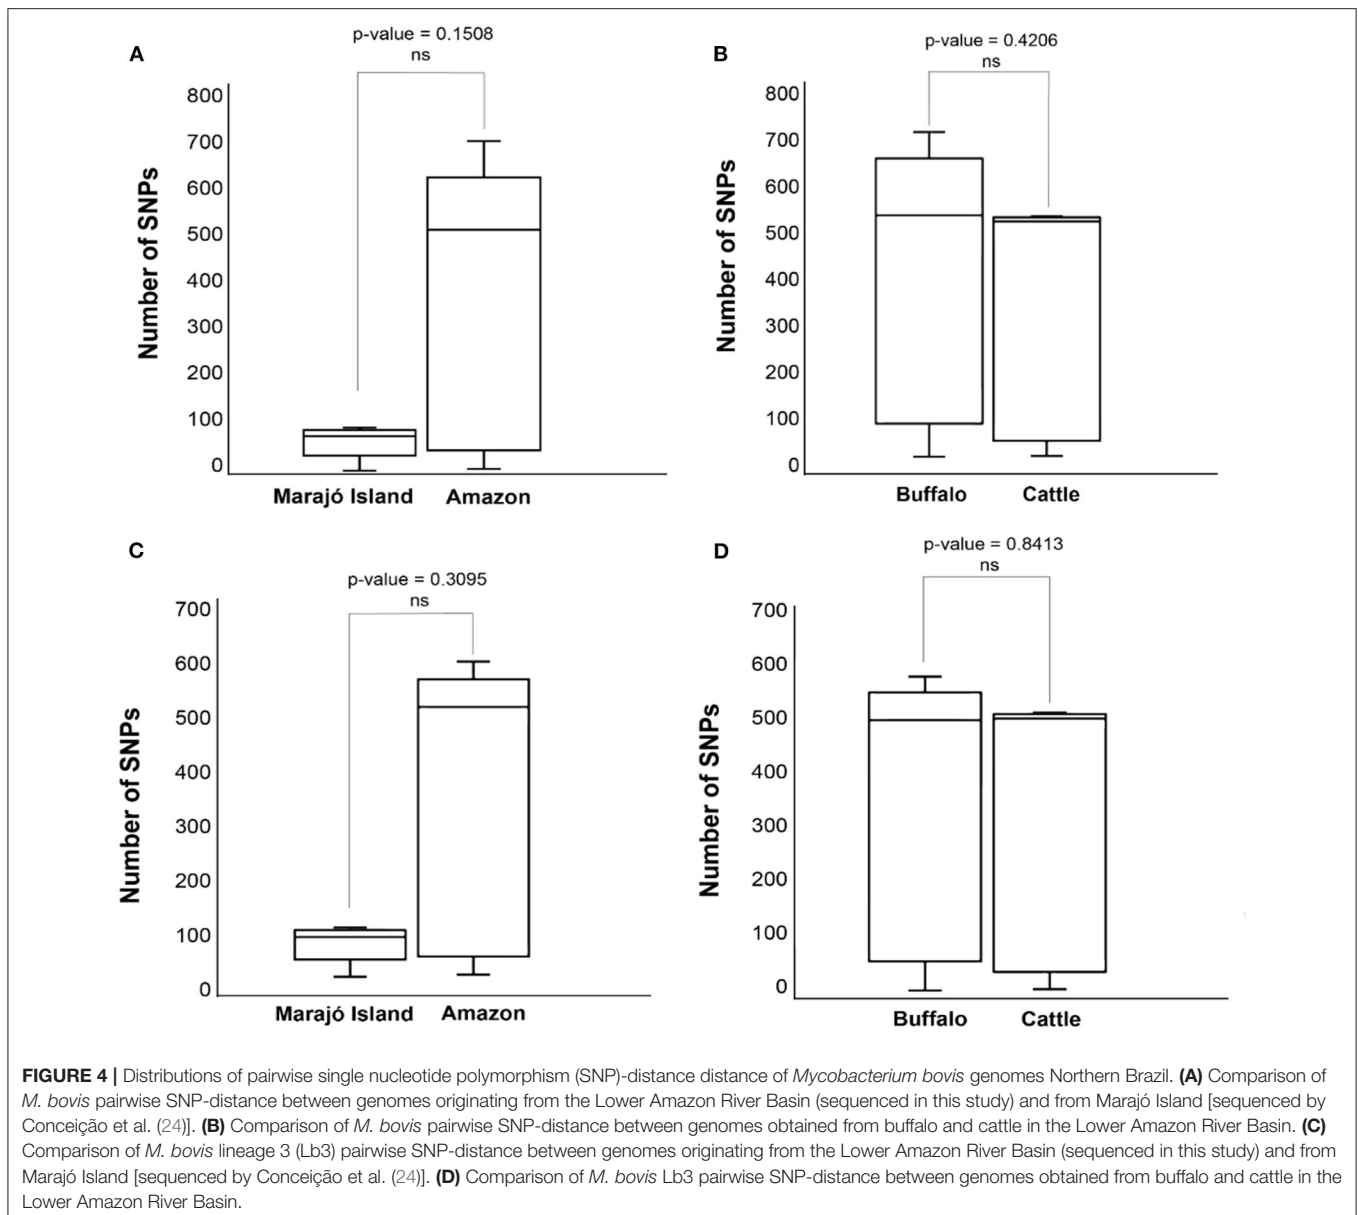 A
p-value = 0.1508
ns
800
700
600
500
400
300
200
100
0
Number of SNPs
Marajó Island
Amazon
B
p-value = 0.4206
ns
800
700
600
500
400
300
200
100
0
Number of SNPs
Buffalo
Cattle
C
p-value = 0.3095
ns
700
600
500
400
300
200
100
0
Number of SNPs
Marajó Island
Amazon
D
p-value = 0.8413
ns
700
600
500
400
300
200
100
0
Number of SNPs
Buffalo
Cattle
FIGURE 4 | Distributions of pairwise single nucleotide polymorphism (SNP)-distance distance of Mycobacterium bovis genomes Northern Brazil. (A) Comparison of
M. bovis pairwise SNP-distance between genomes originating from the Lower Amazon River Basin (sequenced in this study) and from Marajó Island [sequenced by
Conceição et al. (24)]. (B) Comparison of M. bovis pairwise SNP-distance between genomes obtained from buffalo and cattle in the Lower Amazon River Basin. (C)
Comparison of M. bovis lineage 3 (Lb3) pairwise SNP-distance between genomes originating from the Lower Amazon River Basin (sequenced in this study) and from
Marajó Island [sequenced by Conceição et al. (24)]. (D) Comparison of M. bovis Lb3 pairwise SNP-distance between genomes obtained from buffalo and cattle in the
Lower Amazon River Basin.